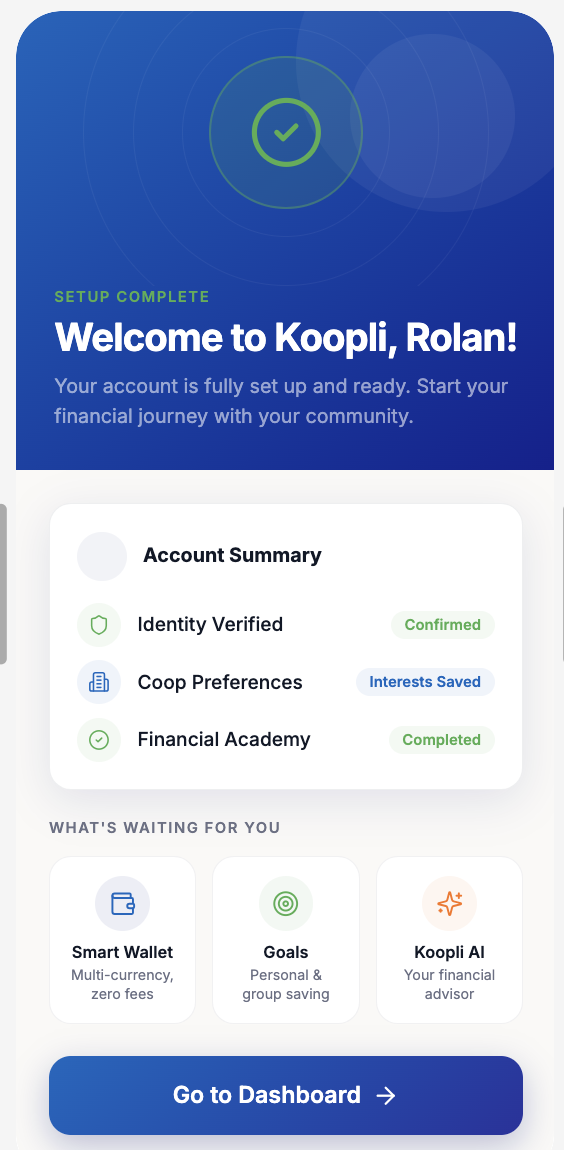 SETUP COMPLETE
Welcome to Koopli, Rolan!
Your account is fully set up and ready. Start your
financial journey with your community.
Account Summary
Identity Verified
Confirmed
Coop Preferences
Interests Saved
Financial Academy
Completed
WHAT'S WAITING FOR YOU
Smart Wallet
Multi-currency,
zero fees
Goals
Personal &
group saving
Koopli AI
Your financial
advisor
Go to Dashboard →